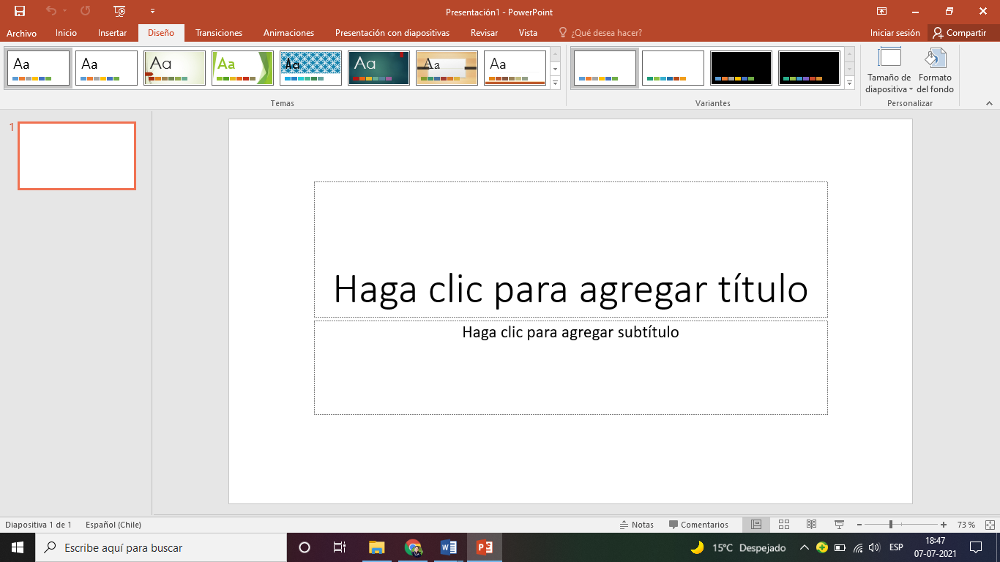 Presentación1 - PowerPoint
Archivo Inicio Insertar Diseño Transiciones Animaciones Presentación con diapositivas Revisar Vista ¿Qué desea hacer? Iniciar sesión Compartir
Aa Aa Aa Aa Aa Aa Aa Aa
Tamaño de diapositiva
Formato del fondo
Temas Variantes Personalizar
1
Haga clic para agregar título
Haga clic para agregar subtítulo
Diapositiva 1 de 1 Español (Chile) Notas Comentarios 73 %
Escribe aquí para buscar 15°C Despejado ESP 18:47
07-07-2021